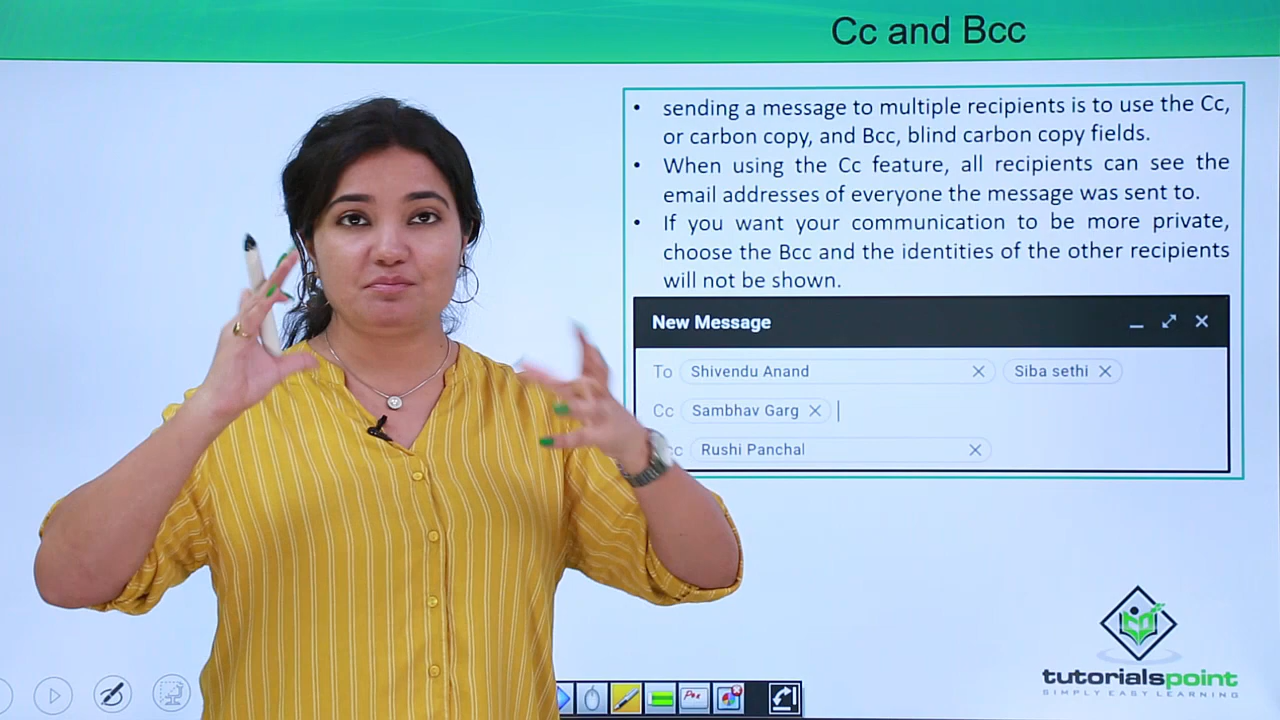 Cc and Bcc
• sending a message to multiple recipients is to use the Cc,
or carbon copy, and Bcc, blind carbon copy fields.
• When using the Cc feature, all recipients can see the
email addresses of everyone the message was sent to.
• If you want your communication to be more private,
choose the Bcc and the identities of the other recipients
will not be shown.
New Message
To Shivendu Anand Siba sethi
Cc Sambhav Garg
cc Rushi Panchal
tutorialspoint
SIMPLY EASY LEARNING